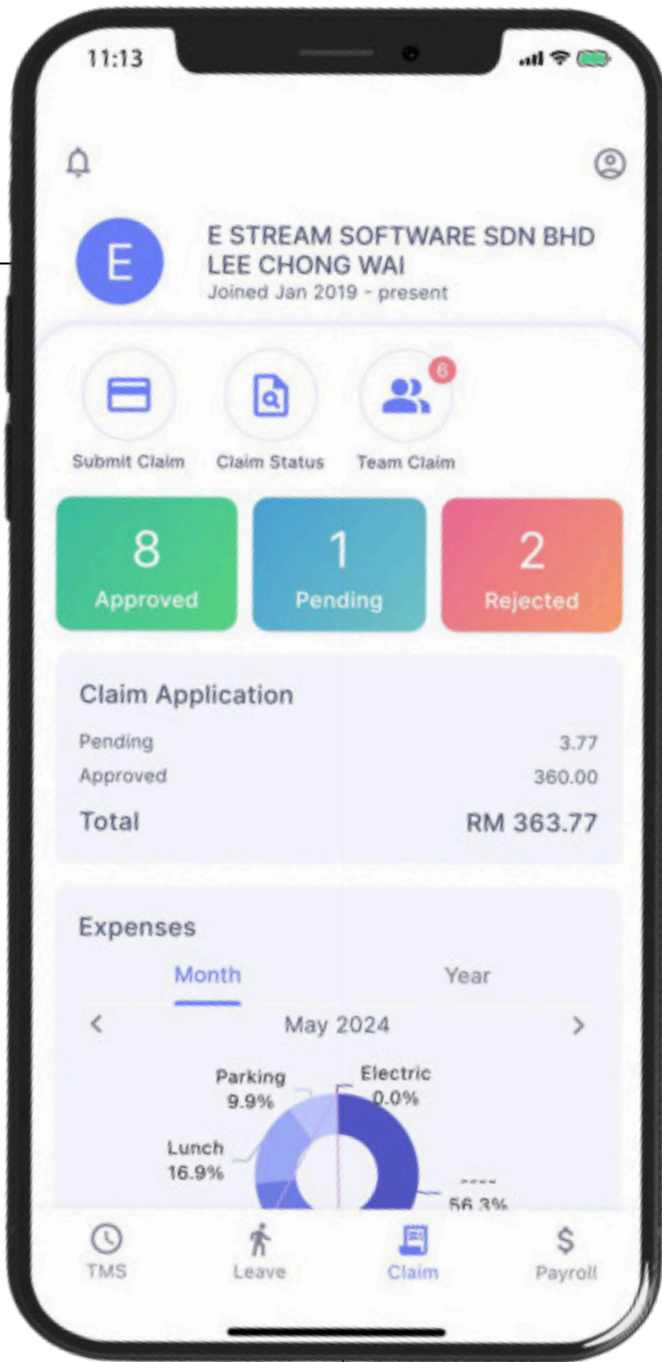 11:13
E
E STREAM SOFTWARE SDN BHD
LEE CHONG WAI
Joined Jan 2019 - present
6
Submit Claim Claim Status Team Claim
8 1 2
Approved Pending Rejected
Claim Application
Pending 3.77
Approved 360.00
Total RM 363.77
Expenses
Month Year
May 2024
Parking Electric
9.9% 0.0%
Lunch
16.9%
----
56.3%
TMS Leave Claim Payroll